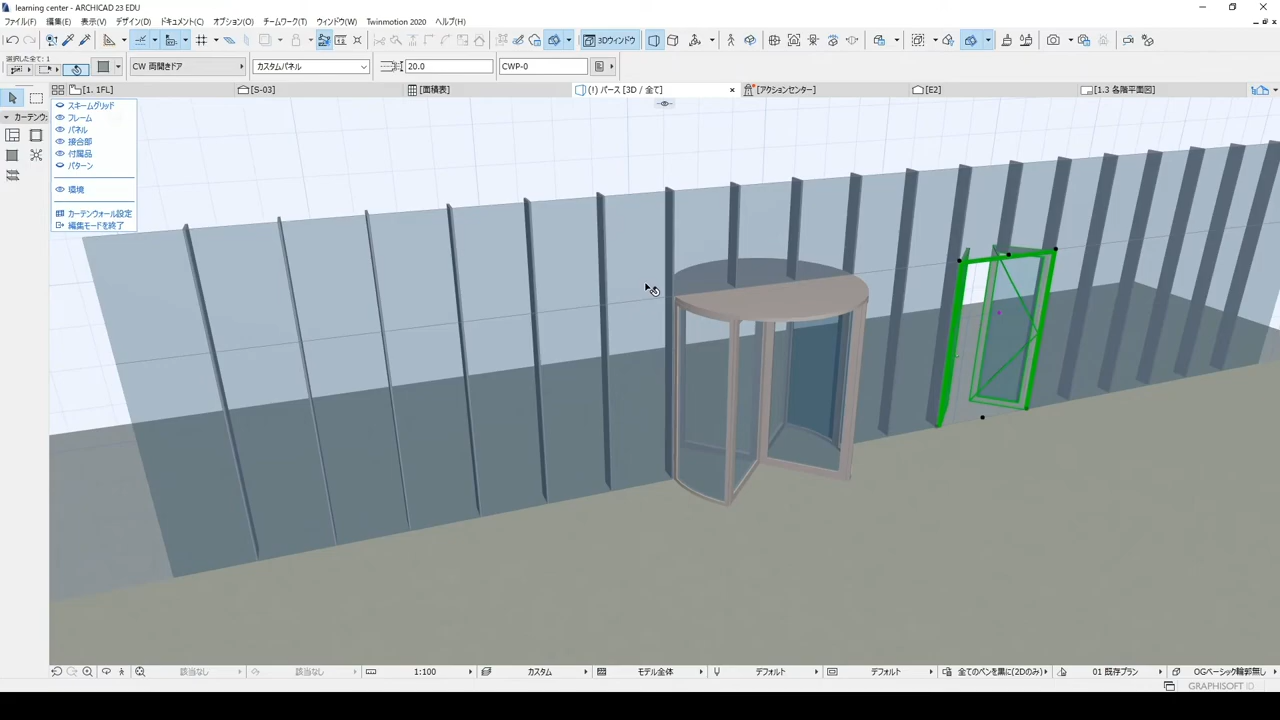 learning center - ARCHICAD 23 EDU
ファイル(F) 編集(E) 表示(V) デザイン(D) ドキュメント(C) オプション(O) チームワーク(T) ウィンドウ(W) Twinmotion 2020 ヘルプ(H)
3Dウィンドウ
選択した全て: 1
CW 両開きドア
カスタムパネル
20.0
CWP-0
[1. 1FL]
[S-03]
[面積表]
(!) パース [3D / 全て]
[アクションセンター]
[E2]
[1.3 各階平面図]
カーテンウ
スキームグリッド
フレーム
パネル
接合部
付属品
パターン
環境
カーテンウォール設定
編集モードを終了
該当なし
該当なし
1:100
カスタム
モデル全体
デフォルト
デフォルト
全てのペンを黒に(2Dのみ)
01 既存プラン
OGベーシック輪郭無し
GRAPHISOFT ID